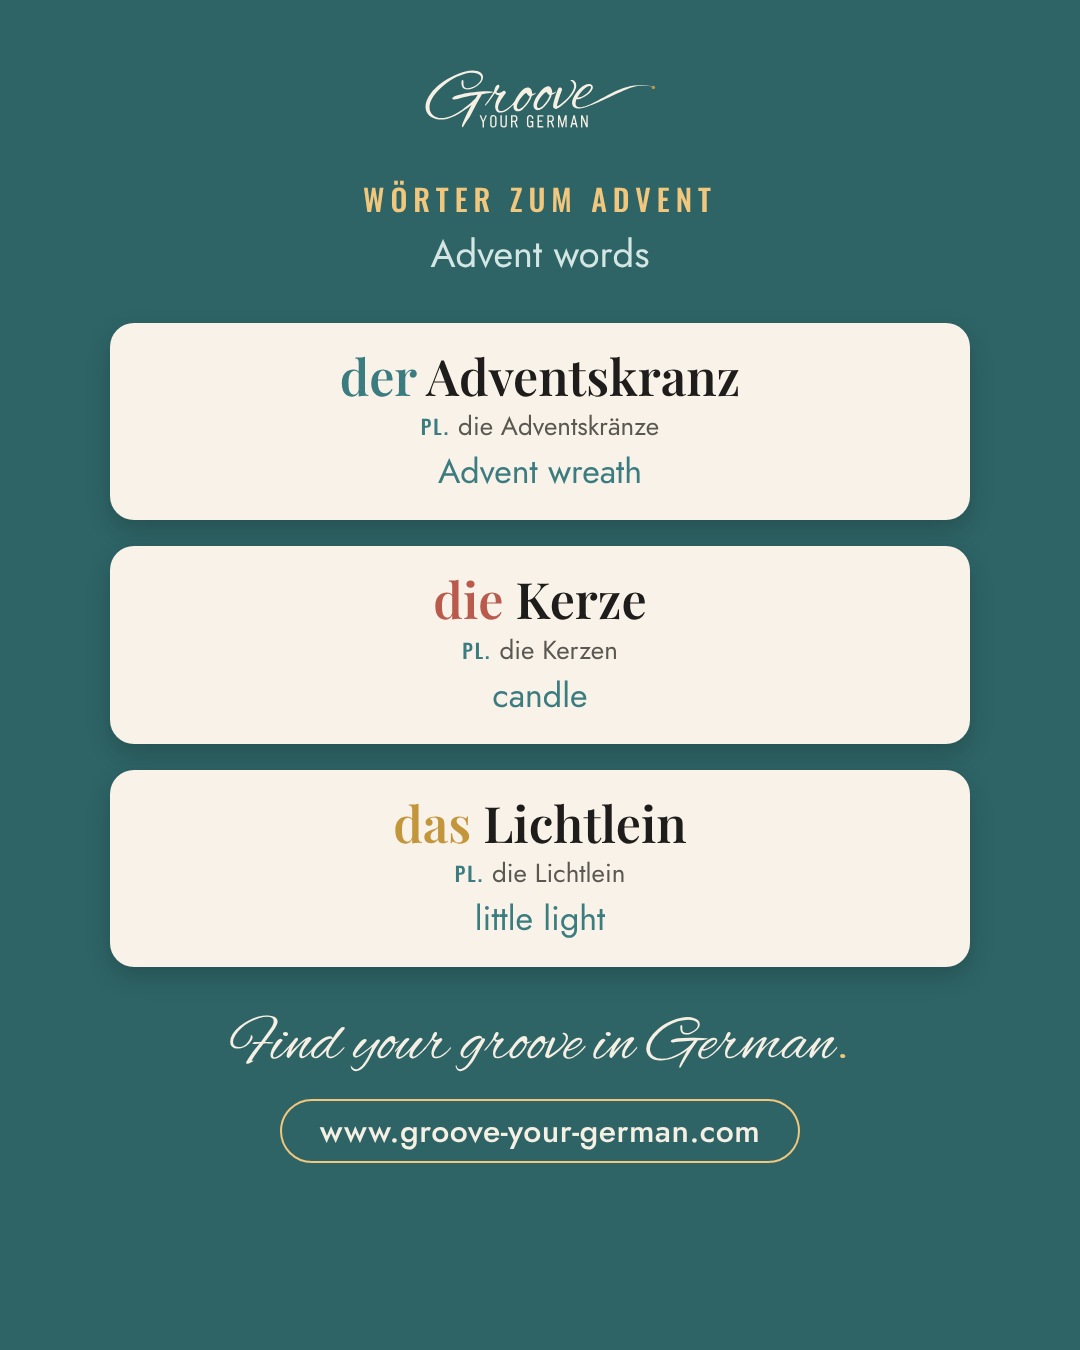 Groove
YOUR GERMAN
WÖRTER ZUM ADVENT
Advent words
der Adventskranz
PL. die Adventskränze
Advent wreath
die Kerze
PL. die Kerzen
candle
das Lichtlein
PL. die Lichtlein
little light
Find your groove in German.
www.groove-your-german.com